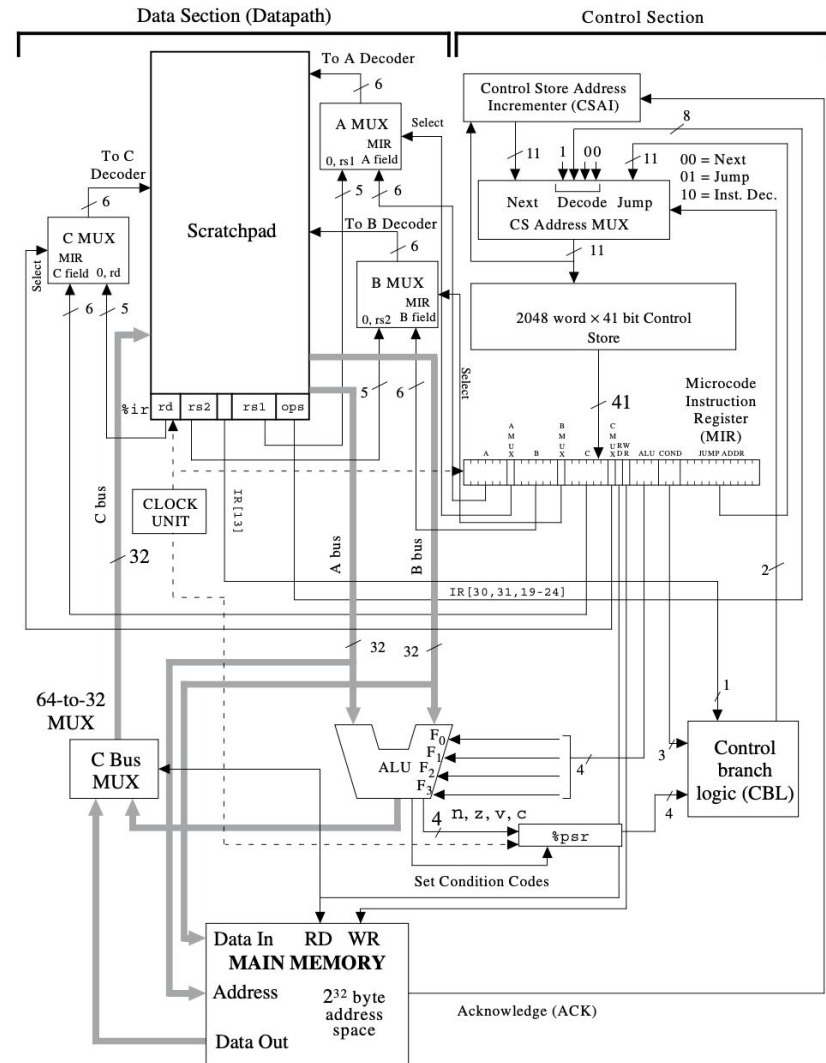 Data Section (Datapath)
Control Section
To A Decoder
6
A MUX
MIR
A field
0, rs1
Select
5
6
To C
Decoder
6
C MUX
MIR
C field 0, rd
Select
6
5
Scratchpad
To B Decoder
6
B MUX
MIR
0, rs2 B field
5
6
Select
%ir rd rs2 rs1 ops
Control Store Address
Incrementer (CSAI)
8
11
1 00
11
00 = Next
01 = Jump
10 = Inst. Dec.
Next Decode Jump
CS Address MUX
11
2048 word × 41 bit Control
Store
41
Microcode
Instruction
Register
(MIR)
A
AMUX
B
BMUX
C
CMUX
RD
WR
ALU
COND
JUMP ADDR
CLOCK
UNIT
IR[13]
C bus
32
A bus
B bus
IR[30,31,19-24]
2
32
32
1
64-to-32
MUX
C Bus
MUX
ALU
F0
F1
F2
F3
4
3
Control
branch
logic (CBL)
4 n, z, v, c
%psr
4
Set Condition Codes
Data In RD WR
MAIN MEMORY
Address
2³² byte
address
space
Data Out
Acknowledge (ACK)